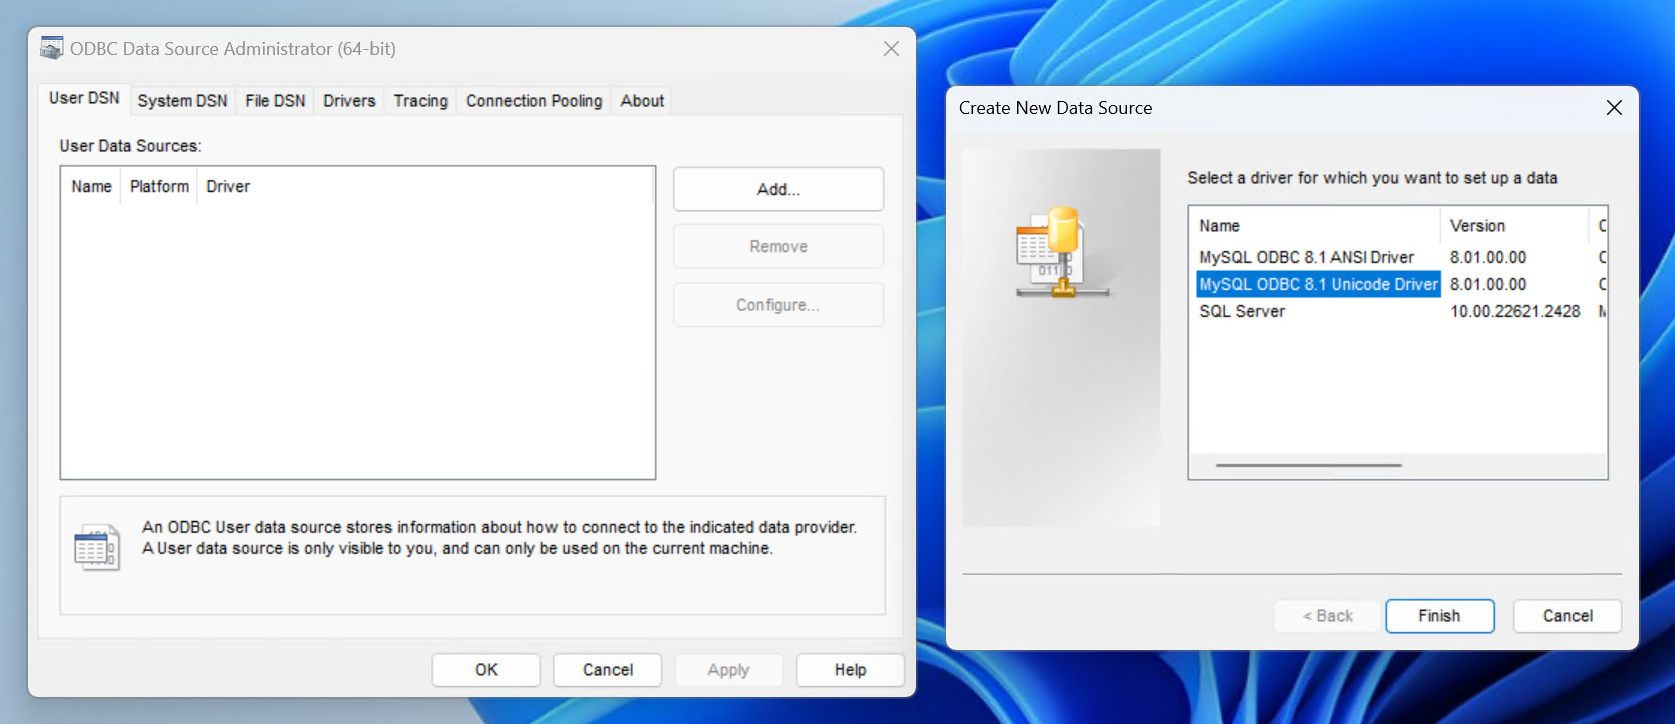 ODBC Data Source Administrator (64-bit)
User DSN System DSN File DSN Drivers Tracing Connection Pooling About
User Data Sources:
Name Platform Driver
Add...
Remove
Configure...
An ODBC User data source stores information about how to connect to the indicated data provider.
A User data source is only visible to you, and can only be used on the current machine.
OK Cancel Apply Help
Create New Data Source
Select a driver for which you want to set up a data
Name Version
MySQL ODBC 8.1 ANSI Driver 8.01.00.00
MySQL ODBC 8.1 Unicode Driver 8.01.00.00
SQL Server 10.00.22621.2428
< Back Finish Cancel